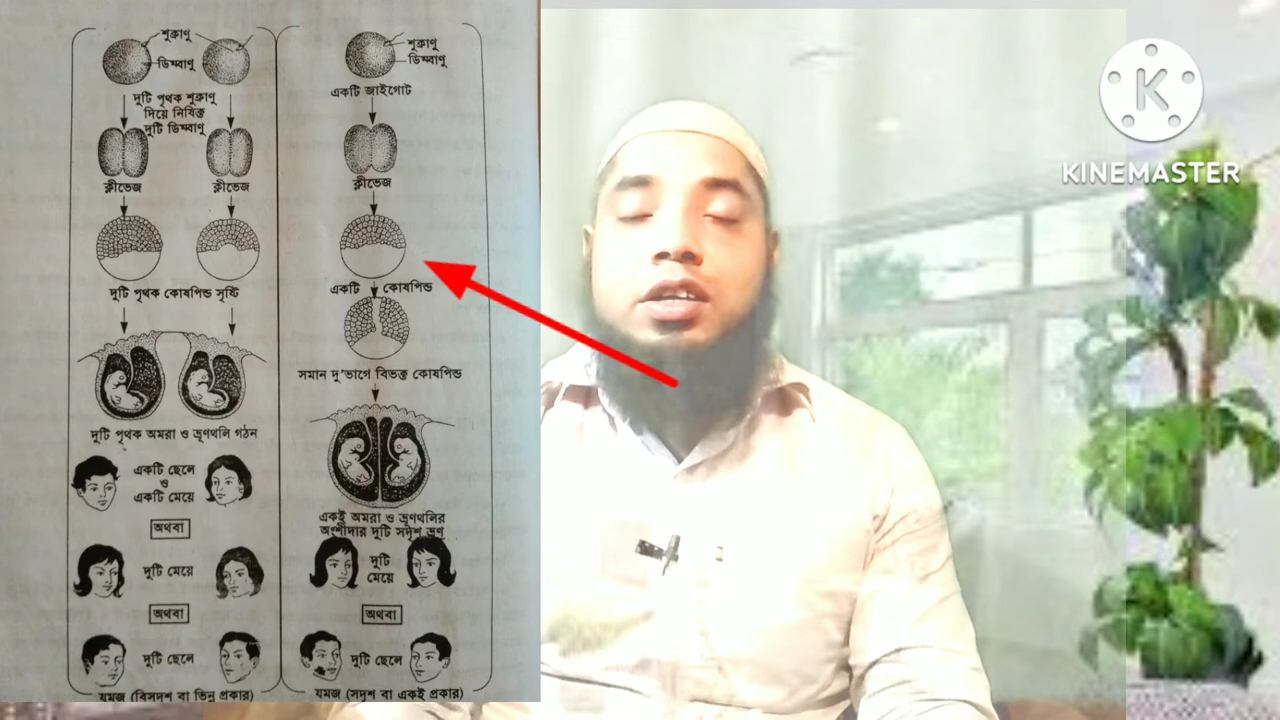 শুক্রাণু
ডিম্বাণু
দুটি পৃথক শুক্রাণু
দিয়ে নিষিক্ত
দুটি ডিম্বাণু
ক্লীভেজ
ক্লীভেজ
দুটি পৃথক কোষপিন্ড সৃষ্টি
দুটি পৃথক অমরা ও ভ্রূণথলি গঠন
একটি ছেলে
ও
একটি মেয়ে
অথবা
দুটি মেয়ে
অথবা
দুটি ছেলে
যমজ (বিসদৃশ বা ভিন্ন প্রকার)
শুক্রাণু
ডিম্বাণু
একটি জাইগোট
ক্লীভেজ
একটি কোষপিন্ড
সমান দু'ভাগে বিভক্ত কোষপিন্ড
একই অমরা ও ভ্রূণথলির
অংশীদার দুটি সদৃশ ভ্রূণ
দুটি
মেয়ে
অথবা
দুটি ছেলে
যমজ (সদৃশ বা একই প্রকার)
KINEMASTER